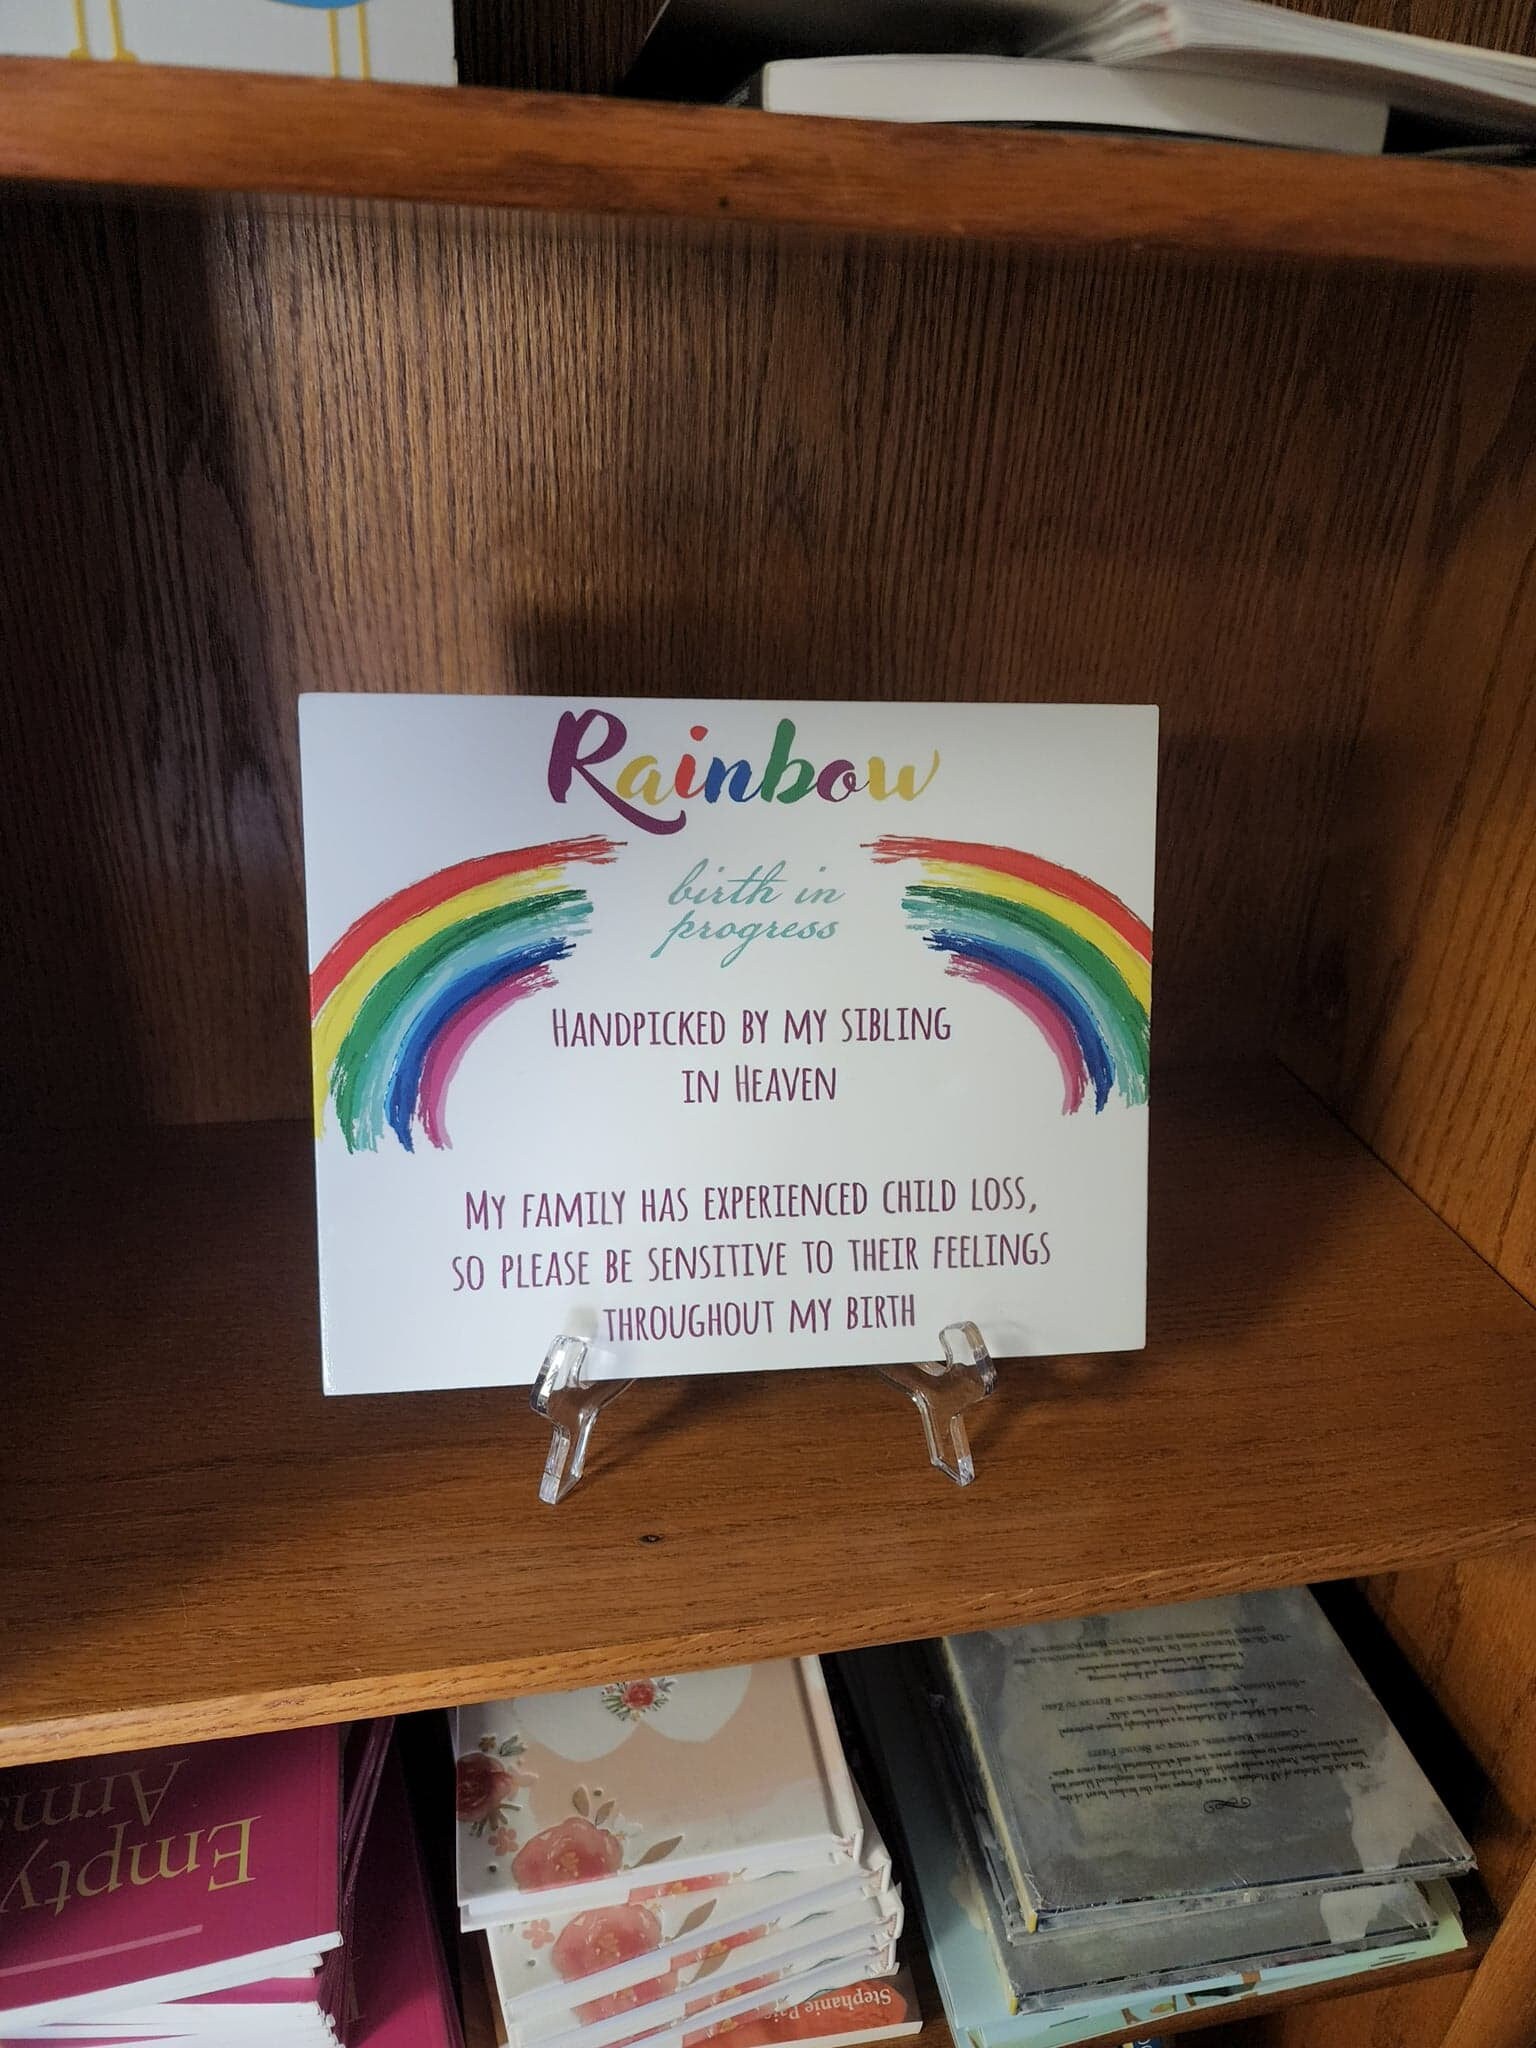 Rainbow
birth in
progress
HANDPICKED BY MY SIBLING
IN HEAVEN
MY FAMILY HAS EXPERIENCED CHILD LOSS,
SO PLEASE BE SENSITIVE TO THEIR FEELINGS
THROUGHOUT MY BIRTH
Empty
Arms
Stephanie